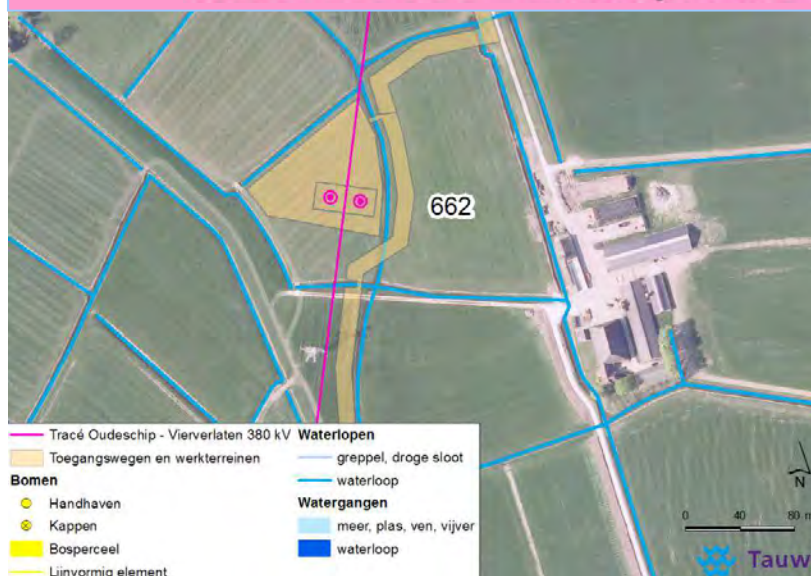 662
Tracé Oudeschip - Vierverlaten 380 kV
Toegangswegen en werkterreinen
Bomen
Handhaven
Kappen
Bosperceel
Lijnvormig element
Waterlopen
greppel, droge sloot
waterloop
Watergangen
meer, plas, ven, vijver
waterloop
N
0 40 80 m
Tauw